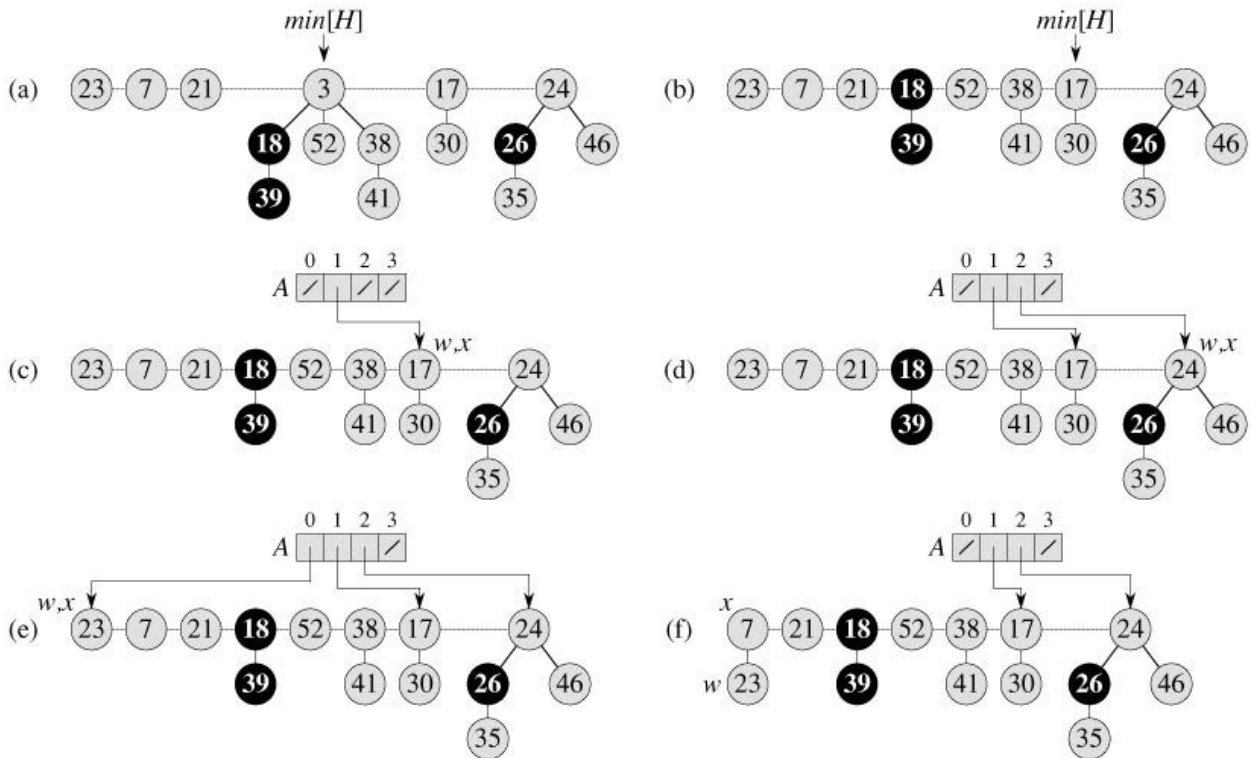 min[H] min[H]
(a) 23 7 21 3 17 24 (b) 23 7 21 18 52 38 17 24
18 52 38 30 26 46 39 41 30 26 46
39 41 35 35
0 1 2 3 0 1 2 3
A / / / A / /
w,x w,x
(c) 23 7 21 18 52 38 17 24 (d) 23 7 21 18 52 38 17 24
39 41 30 26 46 39 41 30 26 46
35 35
0 1 2 3 0 1 2 3
A / A / /
w,x x
(e) 23 7 21 18 52 38 17 24 (f) 7 21 18 52 38 17 24
39 41 30 26 46 w 23 39 41 30 26 46
35 35